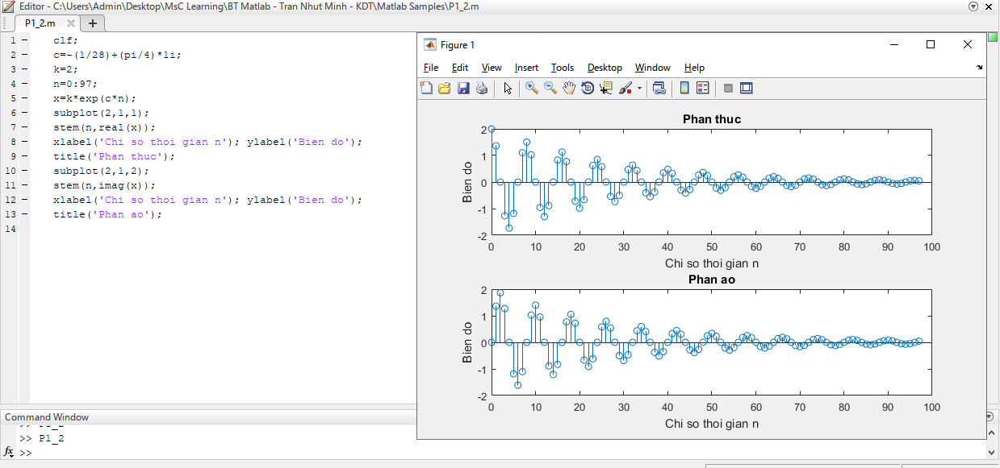 Editor - C:\Users\Admin\Desktop\MsC Learning\BT Matlab - Tran Nhut Minh - KDT\Matlab Samples\P1_2.m
P1_2.m
1 - clf;
2 - c=-(1/28)+(pi/4)*1i;
3 - k=2;
4 - n=0:97;
5 - x=k*exp(c*n);
6 - subplot(2,1,1);
7 - stem(n,real(x));
8 - xlabel('Chi so thoi gian n'); ylabel('Bien do');
9 - title('Phan thuc');
10 - subplot(2,1,2);
11 - stem(n,imag(x));
12 - xlabel('Chi so thoi gian n'); ylabel('Bien do');
13 - title('Phan ao');
14
Figure 1
File Edit View Insert Tools Desktop Window Help
Phan thuc
2
1
0
-1
-2
Bien do
0 10 20 30 40 50 60 70 80 90 100
Chi so thoi gian n
Phan ao
2
1
0
-1
-2
Bien do
0 10 20 30 40 50 60 70 80 90 100
Chi so thoi gian n
Command Window
>> P1_2
>> P1_2
fx >>